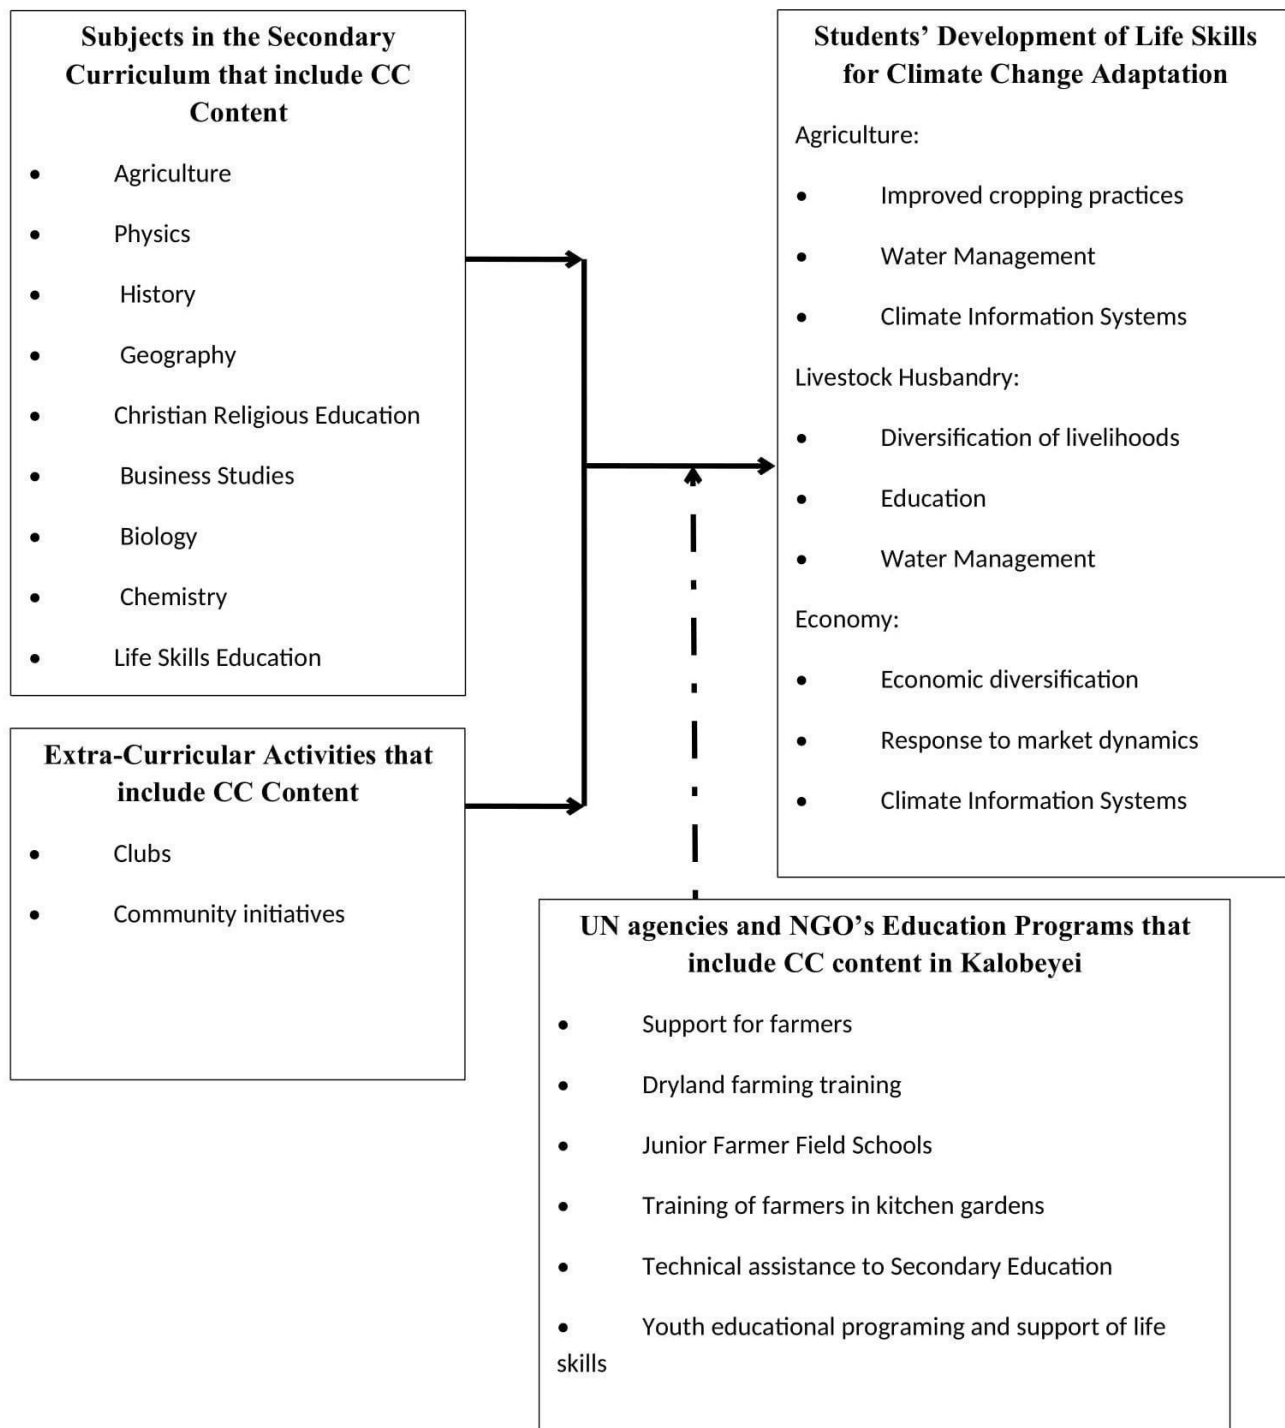 Subjects in the Secondary
Curriculum that include CC
Content
• Agriculture
• Physics
• History
• Geography
• Christian Religious Education
• Business Studies
• Biology
• Chemistry
• Life Skills Education
Extra-Curricular Activities that
include CC Content
• Clubs
• Community initiatives
Students’ Development of Life Skills
for Climate Change Adaptation
Agriculture:
• Improved cropping practices
• Water Management
• Climate Information Systems
Livestock Husbandry:
• Diversification of livelihoods
• Education
• Water Management
Economy:
• Economic diversification
• Response to market dynamics
• Climate Information Systems
UN agencies and NGO’s Education Programs that
include CC content in Kalobeyei
• Support for farmers
• Dryland farming training
• Junior Farmer Field Schools
• Training of farmers in kitchen gardens
• Technical assistance to Secondary Education
• Youth educational programing and support of life
skills